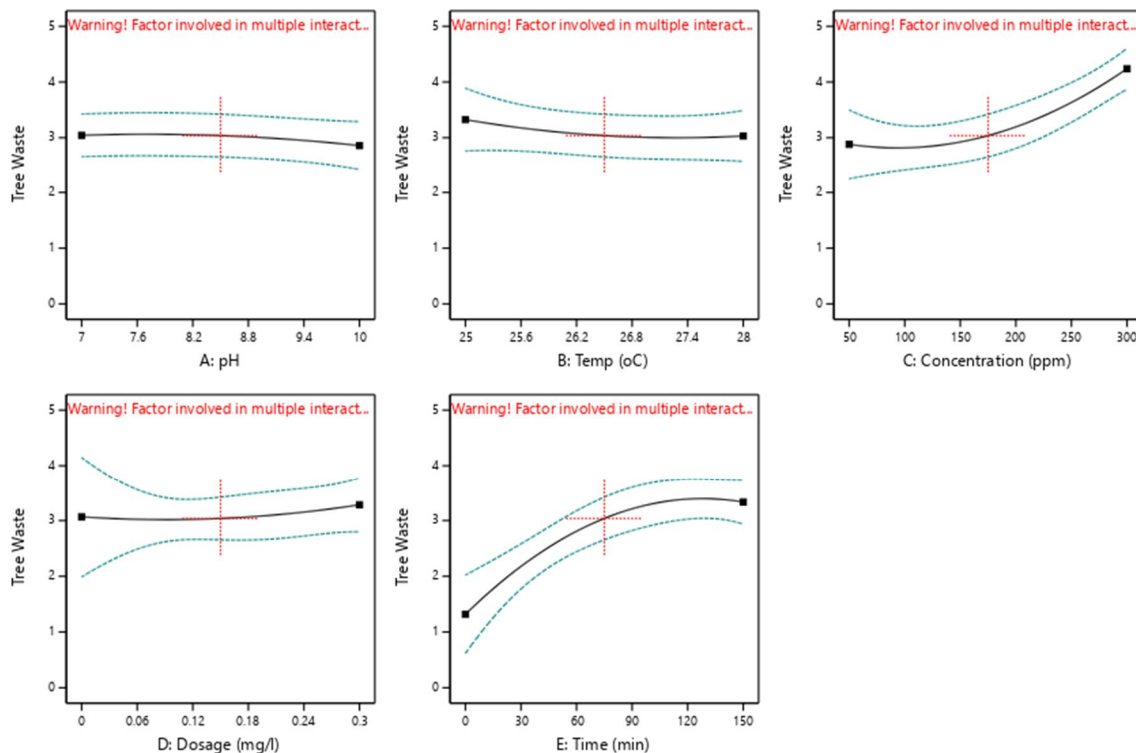 Warning! Factor involved in multiple interact...
Tree Waste
5
4
3
2
1
0
7 7.6 8.2 8.8 9.4 10
A: pH
Warning! Factor involved in multiple interact...
Tree Waste
5
4
3
2
1
0
25 25.6 26.2 26.8 27.4 28
B: Temp (oC)
Warning! Factor involved in multiple interact...
Tree Waste
5
4
3
2
1
0
50 100 150 200 250 300
C: Concentration (ppm)
Warning! Factor involved in multiple interact...
Tree Waste
5
4
3
2
1
0
0 0.06 0.12 0.18 0.24 0.3
D: Dosage (mg/l)
Warning! Factor involved in multiple interact...
Tree Waste
5
4
3
2
1
0
0 30 60 90 120 150
E: Time (min)